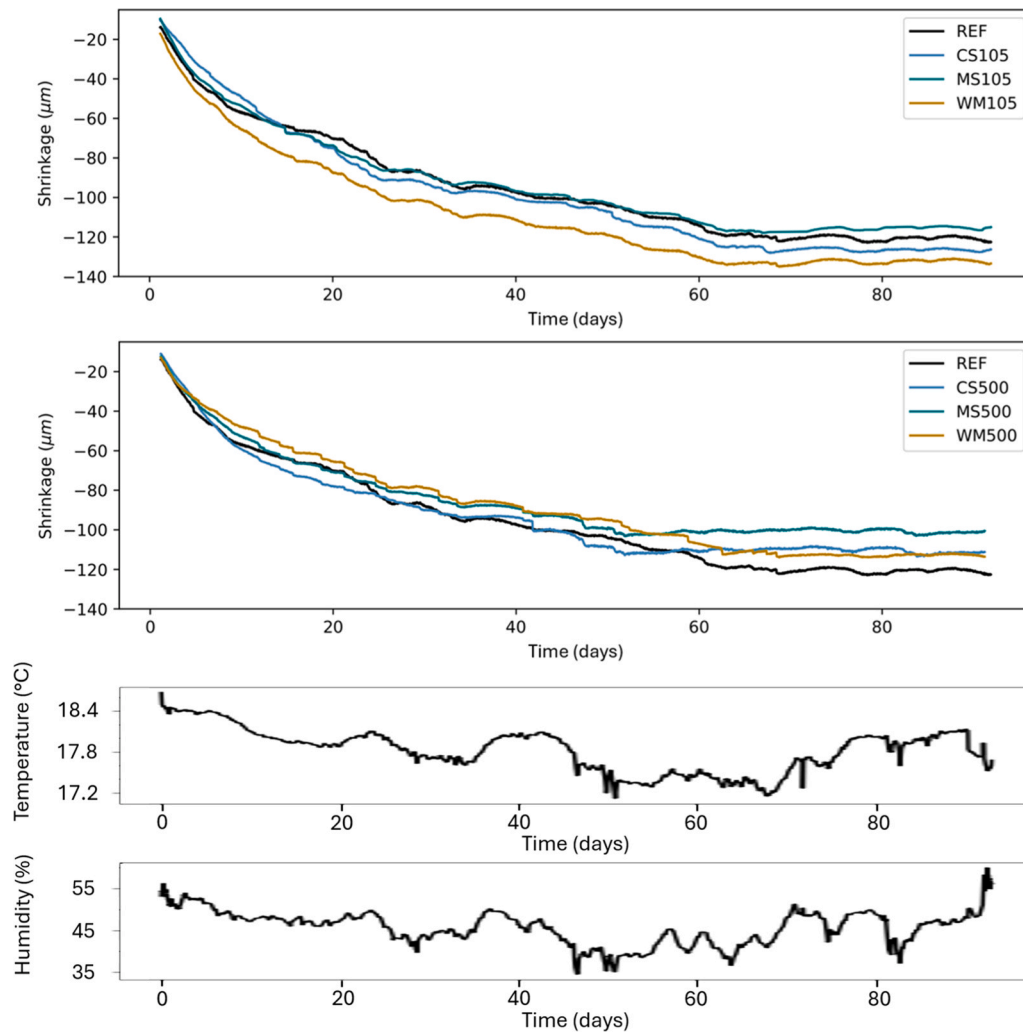 −20
−40
−60
−80
−100
−120
−140
Shrinkage (μm)
REF
CS105
MS105
WM105
0 20 40 60 80
Time (days)
−20
−40
−60
−80
−100
−120
−140
Shrinkage (μm)
REF
CS500
MS500
WM500
0 20 40 60 80
Time (days)
Temperature (°C)
18.4
17.8
17.2
0 20 40 60 80
Time (days)
Humidity (%)
55
45
35
0 20 40 60 80
Time (days)